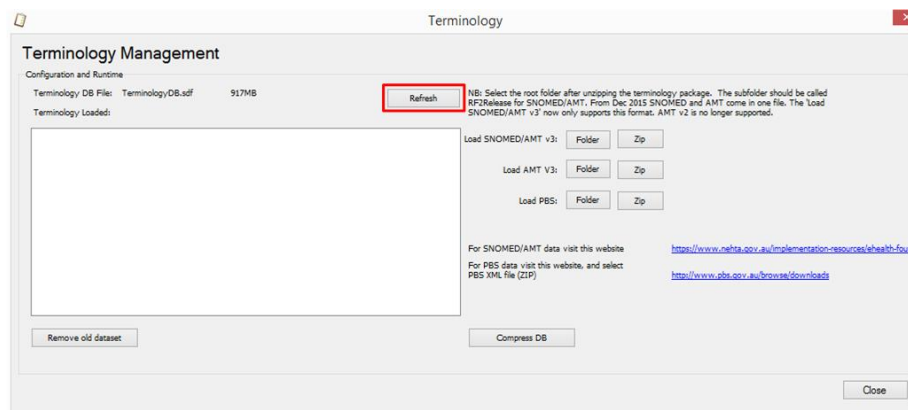 Terminology
Terminology Management
Configuration and Runtime
Terminology DB File: TerminologyDB.sdf 917MB
Refresh
Terminology Loaded:
NB: Select the root folder after unzipping the terminology package. The subfolder should be called
RF2Release for SNOMED/AMT. From Dec 2015 SNOMED and AMT come in one file. The 'Load
SNOMED/AMT v3' now only supports this format. AMT v2 is no longer supported.
Load SNOMED/AMT v3: Folder Zip
Load AMT V3: Folder Zip
Load PBS: Folder Zip
For SNOMED/AMT data visit this website https://www.nehta.gov.au/implementation-resources/ehealth-fou
For PBS data visit this website, and select
PBS XML file (ZIP) http://www.pbs.gov.au/browse/downloads
Remove old dataset
Compress DB
Close